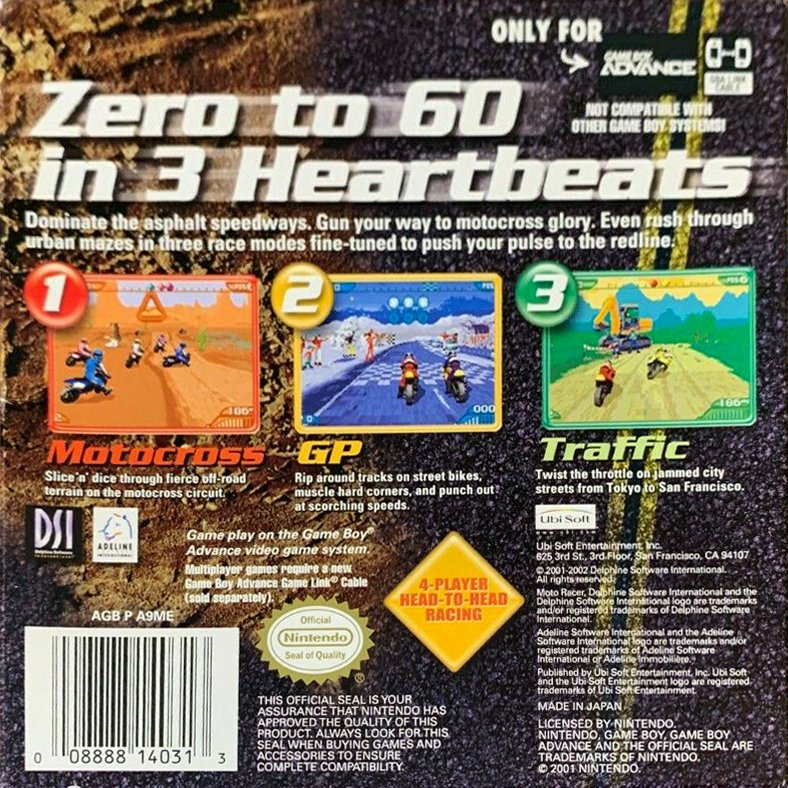 ONLY FOR
GAME BOY
ADVANCE
GBA LINK
CABLE
NOT COMPATIBLE WITH
OTHER GAME BOY SYSTEMS!
Zero to 60
in 3 Heartbeats
Dominate the asphalt speedways. Gun your way to motocross glory. Even rush through
urban mazes in three race modes fine-tuned to push your pulse to the redline.
1
2
3
186
000
186
Motocross
Slice 'n' dice through fierce off-road
terrain on the motocross circuit.
GP
Rip around tracks on street bikes,
muscle hard corners, and punch out
at scorching speeds.
Traffic
Twist the throttle on jammed city
streets from Tokyo to San Francisco.
DSI
Delphine Software
INTERNATIONAL
ADELINE
INTERNATIONAL
Game play on the Game Boy®
Advance video game system.
Multiplayer games require a new
Game Boy Advance Game Link® Cable
(sold separately).
AGB P A9ME
0 08888 14031 3
Official
Nintendo
Seal of Quality
®
THIS OFFICIAL SEAL IS YOUR
ASSURANCE THAT NINTENDO HAS
APPROVED THE QUALITY OF THIS
PRODUCT. ALWAYS LOOK FOR THIS
SEAL WHEN BUYING GAMES AND
ACCESSORIES TO ENSURE
COMPLETE COMPATIBILITY.
4-PLAYER
HEAD-TO-HEAD
RACING
Ubi Soft
Ubi Soft Entertainment, Inc.
625 3rd St., 3rd Floor, San Francisco, CA 94107
© 2001-2002 Delphine Software International.
All rights reserved.
Moto Racer, Delphine Software International and the
Delphine Software International logo are trademarks
and/or registered trademarks of Delphine Software
International.
Adeline Software International and the Adeline
Software International logo are trademarks and/or
registered trademarks of Adeline Software
International or Adeline Immobilière.
Published by Ubi Soft Entertainment, Inc. Ubi Soft
and the Ubi Soft Entertainment logo are registered
trademarks of Ubi Soft Entertainment.
MADE IN JAPAN
LICENSED BY NINTENDO.
NINTENDO, GAME BOY, GAME BOY
ADVANCE AND THE OFFICIAL SEAL ARE
TRADEMARKS OF NINTENDO.
© 2001 NINTENDO.